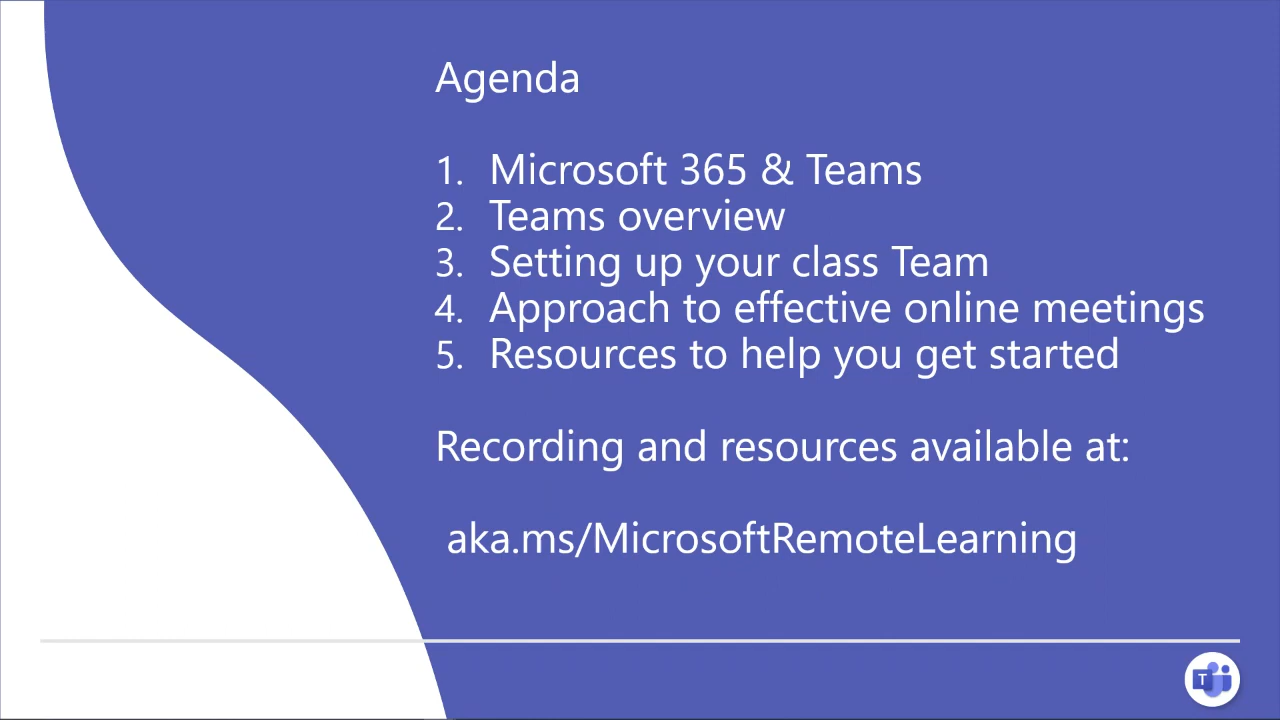 Agenda
1. Microsoft 365 & Teams
2. Teams overview
3. Setting up your class Team
4. Approach to effective online meetings
5. Resources to help you get started
Recording and resources available at:
aka.ms/MicrosoftRemoteLearning
T